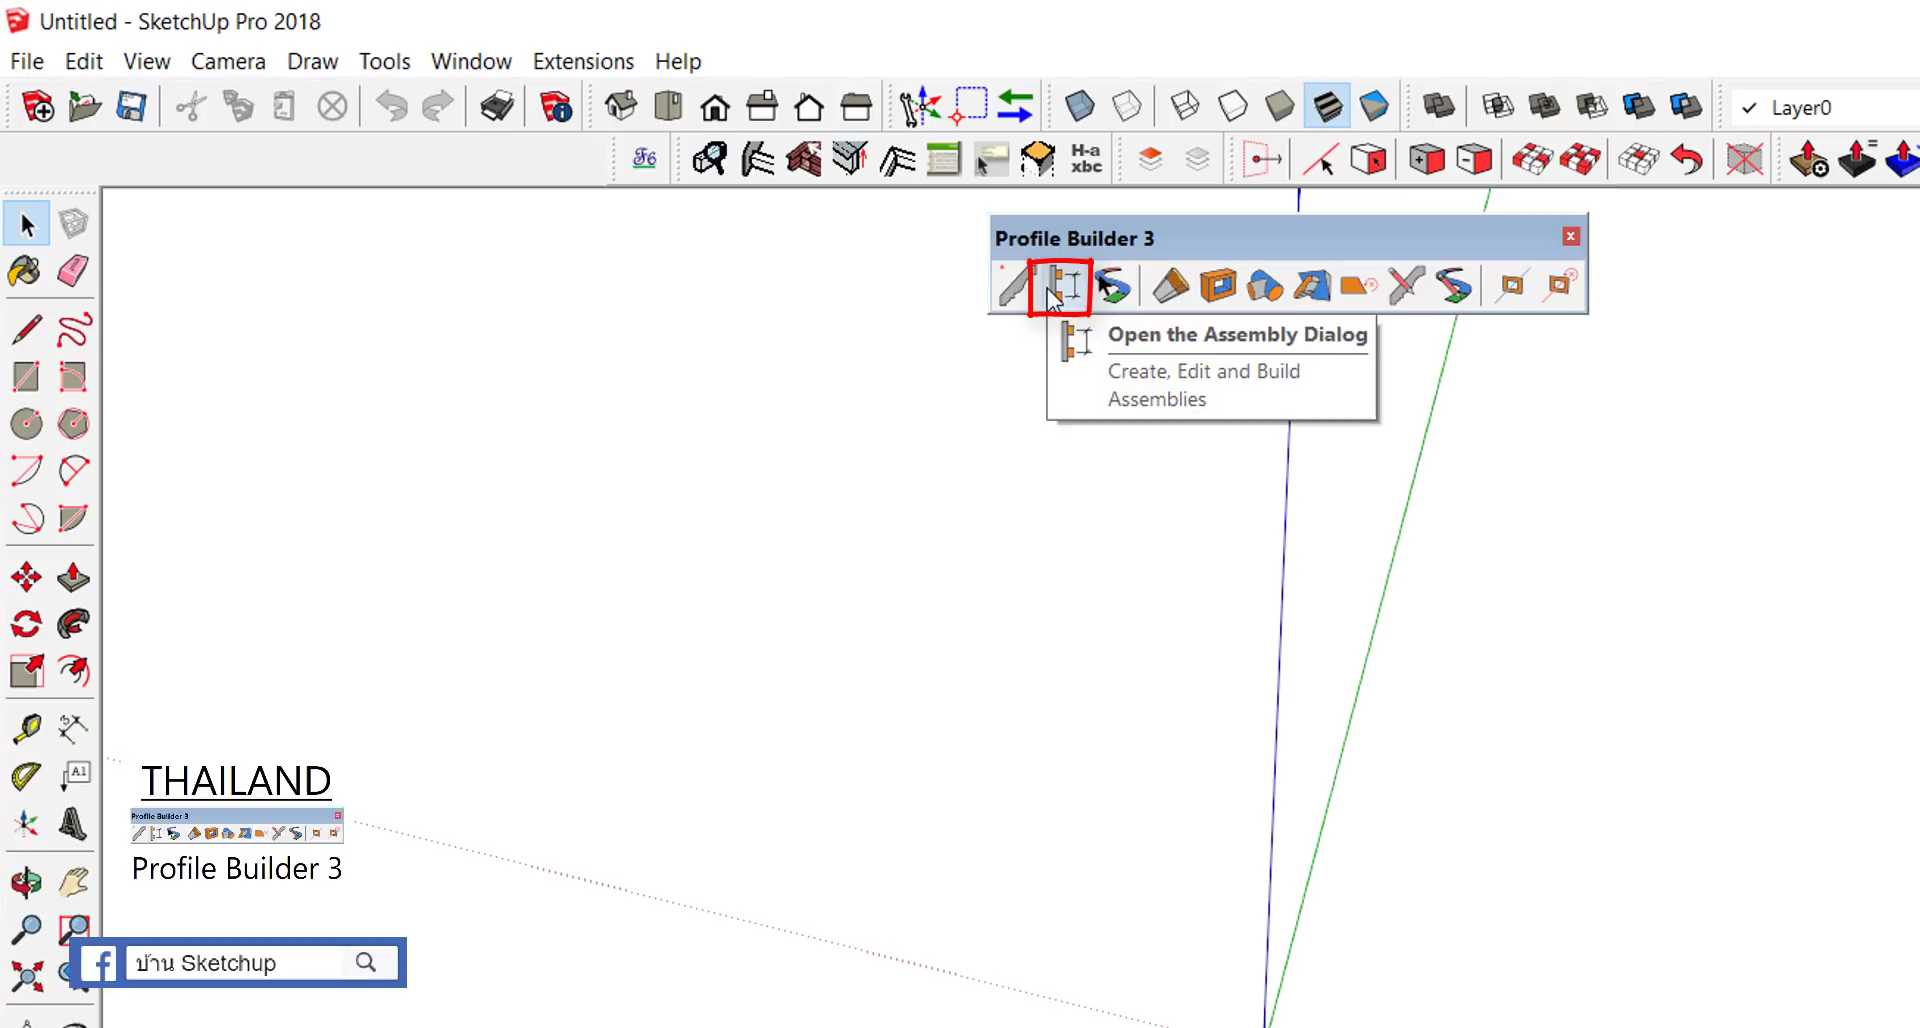 Untitled - SketchUp Pro 2018
File Edit View Camera Draw Tools Window Extensions Help
Layer0
F6
H-a
xbc
Profile Builder 3
Open the Assembly Dialog
Create, Edit and Build
Assemblies
A1
THAILAND
Profile Builder 3
Profile Builder 3
บ้าน Sketchup